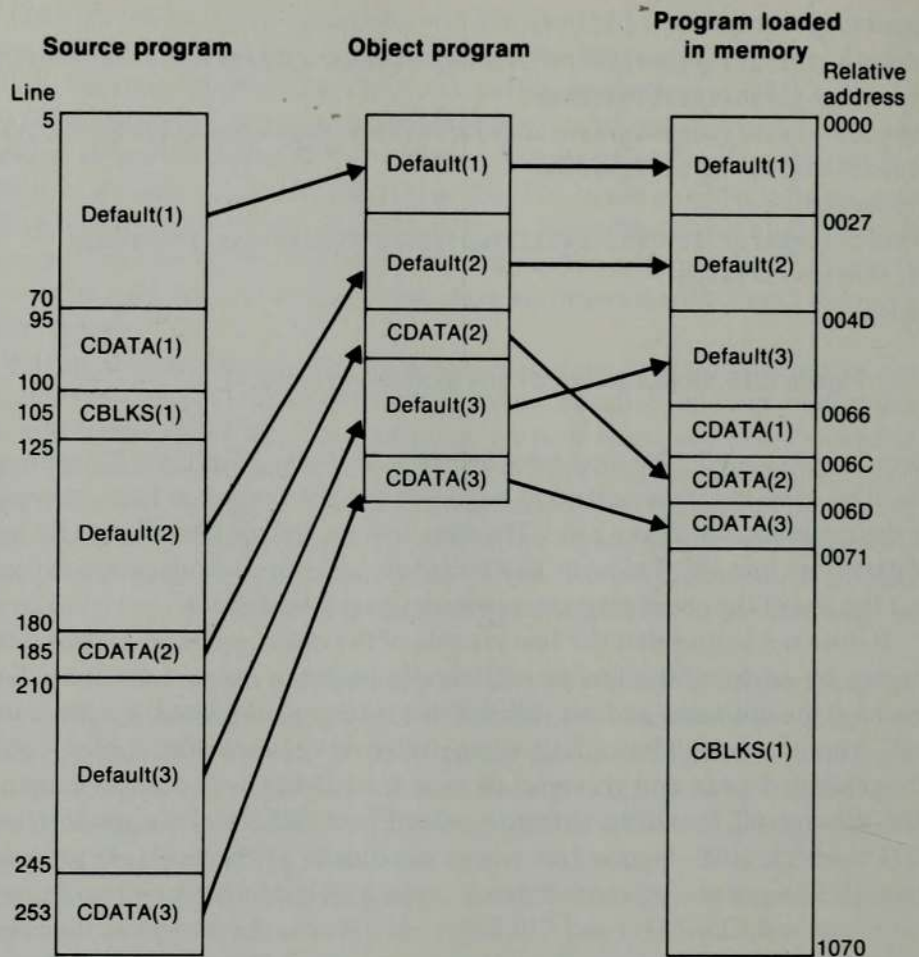 Source program
Object program
Program loaded
in memory
Line
Relative
address
5
Default(1)
70
95
CDATA(1)
100
105
CBLKS(1)
125
Default(2)
180
185
CDATA(2)
210
Default(3)
245
253
CDATA(3)
Default(1)
Default(2)
CDATA(2)
Default(3)
CDATA(3)
0000
Default(1)
0027
Default(2)
004D
Default(3)
0066
CDATA(1)
006C
CDATA(2)
006D
CDATA(3)
0071
CBLKS(1)
1070